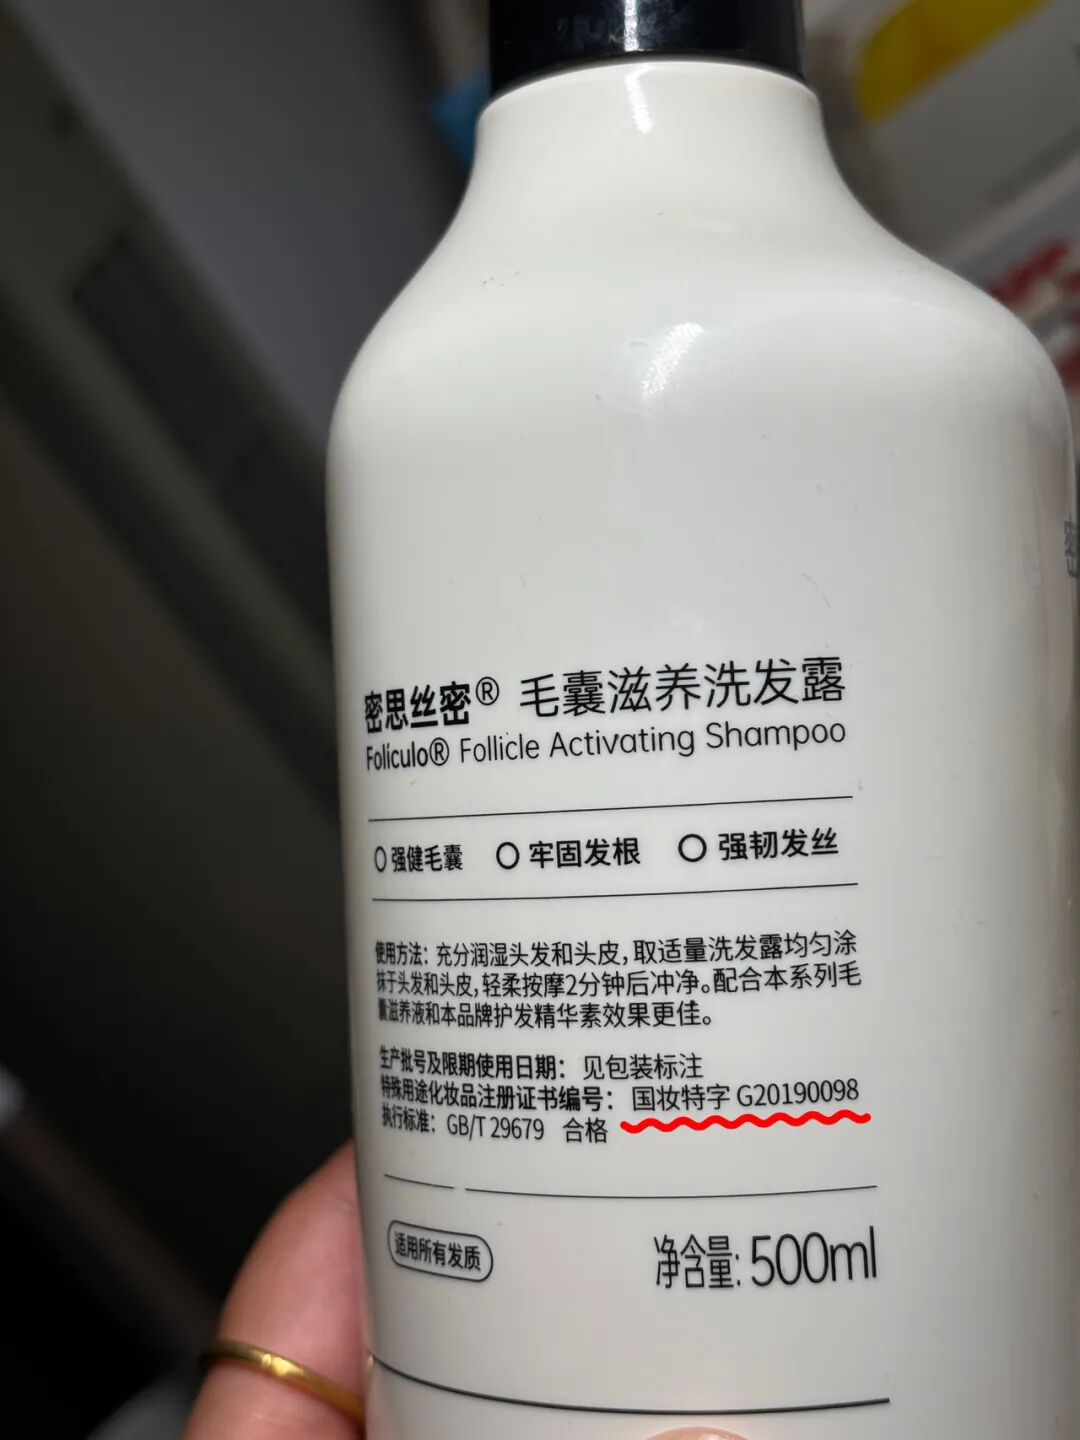 密思丝密® 毛囊滋养洗发露
Folículo® Follicle Activating Shampoo
强健毛囊 牢固发根 强韧发丝
使用方法：充分润湿头发和头皮，取适量洗发露均匀涂
抹于头发和头皮，轻柔按摩2分钟后冲净。配合本系列毛
囊滋养液和本品牌护发精华素效果更佳。
生产批号及限期使用日期：见包装标注
特殊用途化妆品注册证书编号：国妆特字 G20190098
执行标准：GB/T 29679 合格
适用所有发质
净含量: 500ml
密